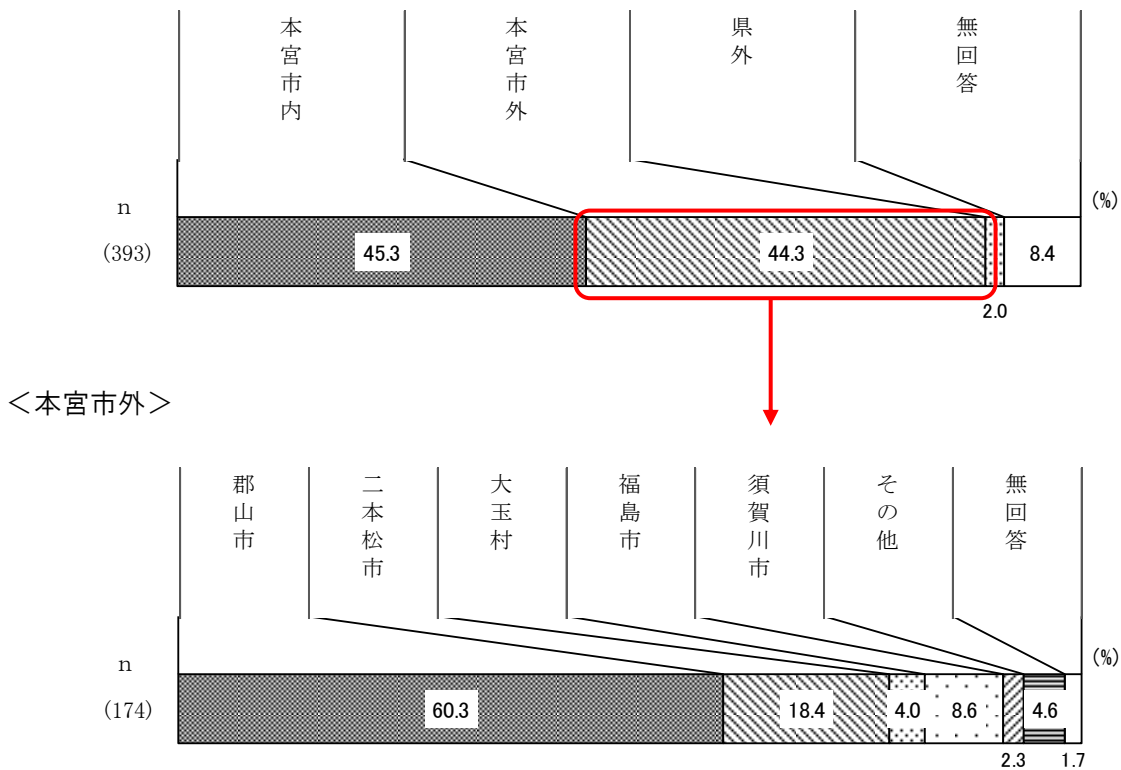 本宮市内
本宮市外
県外
無回答
(%)
n
(393)
45.3
44.3
8.4
2.0
＜本宮市外＞
郡山市
二本松市
大玉村
福島市
須賀川市
その他
無回答
(%)
n
(174)
60.3
18.4
4.0
8.6
4.6
2.3
1.7